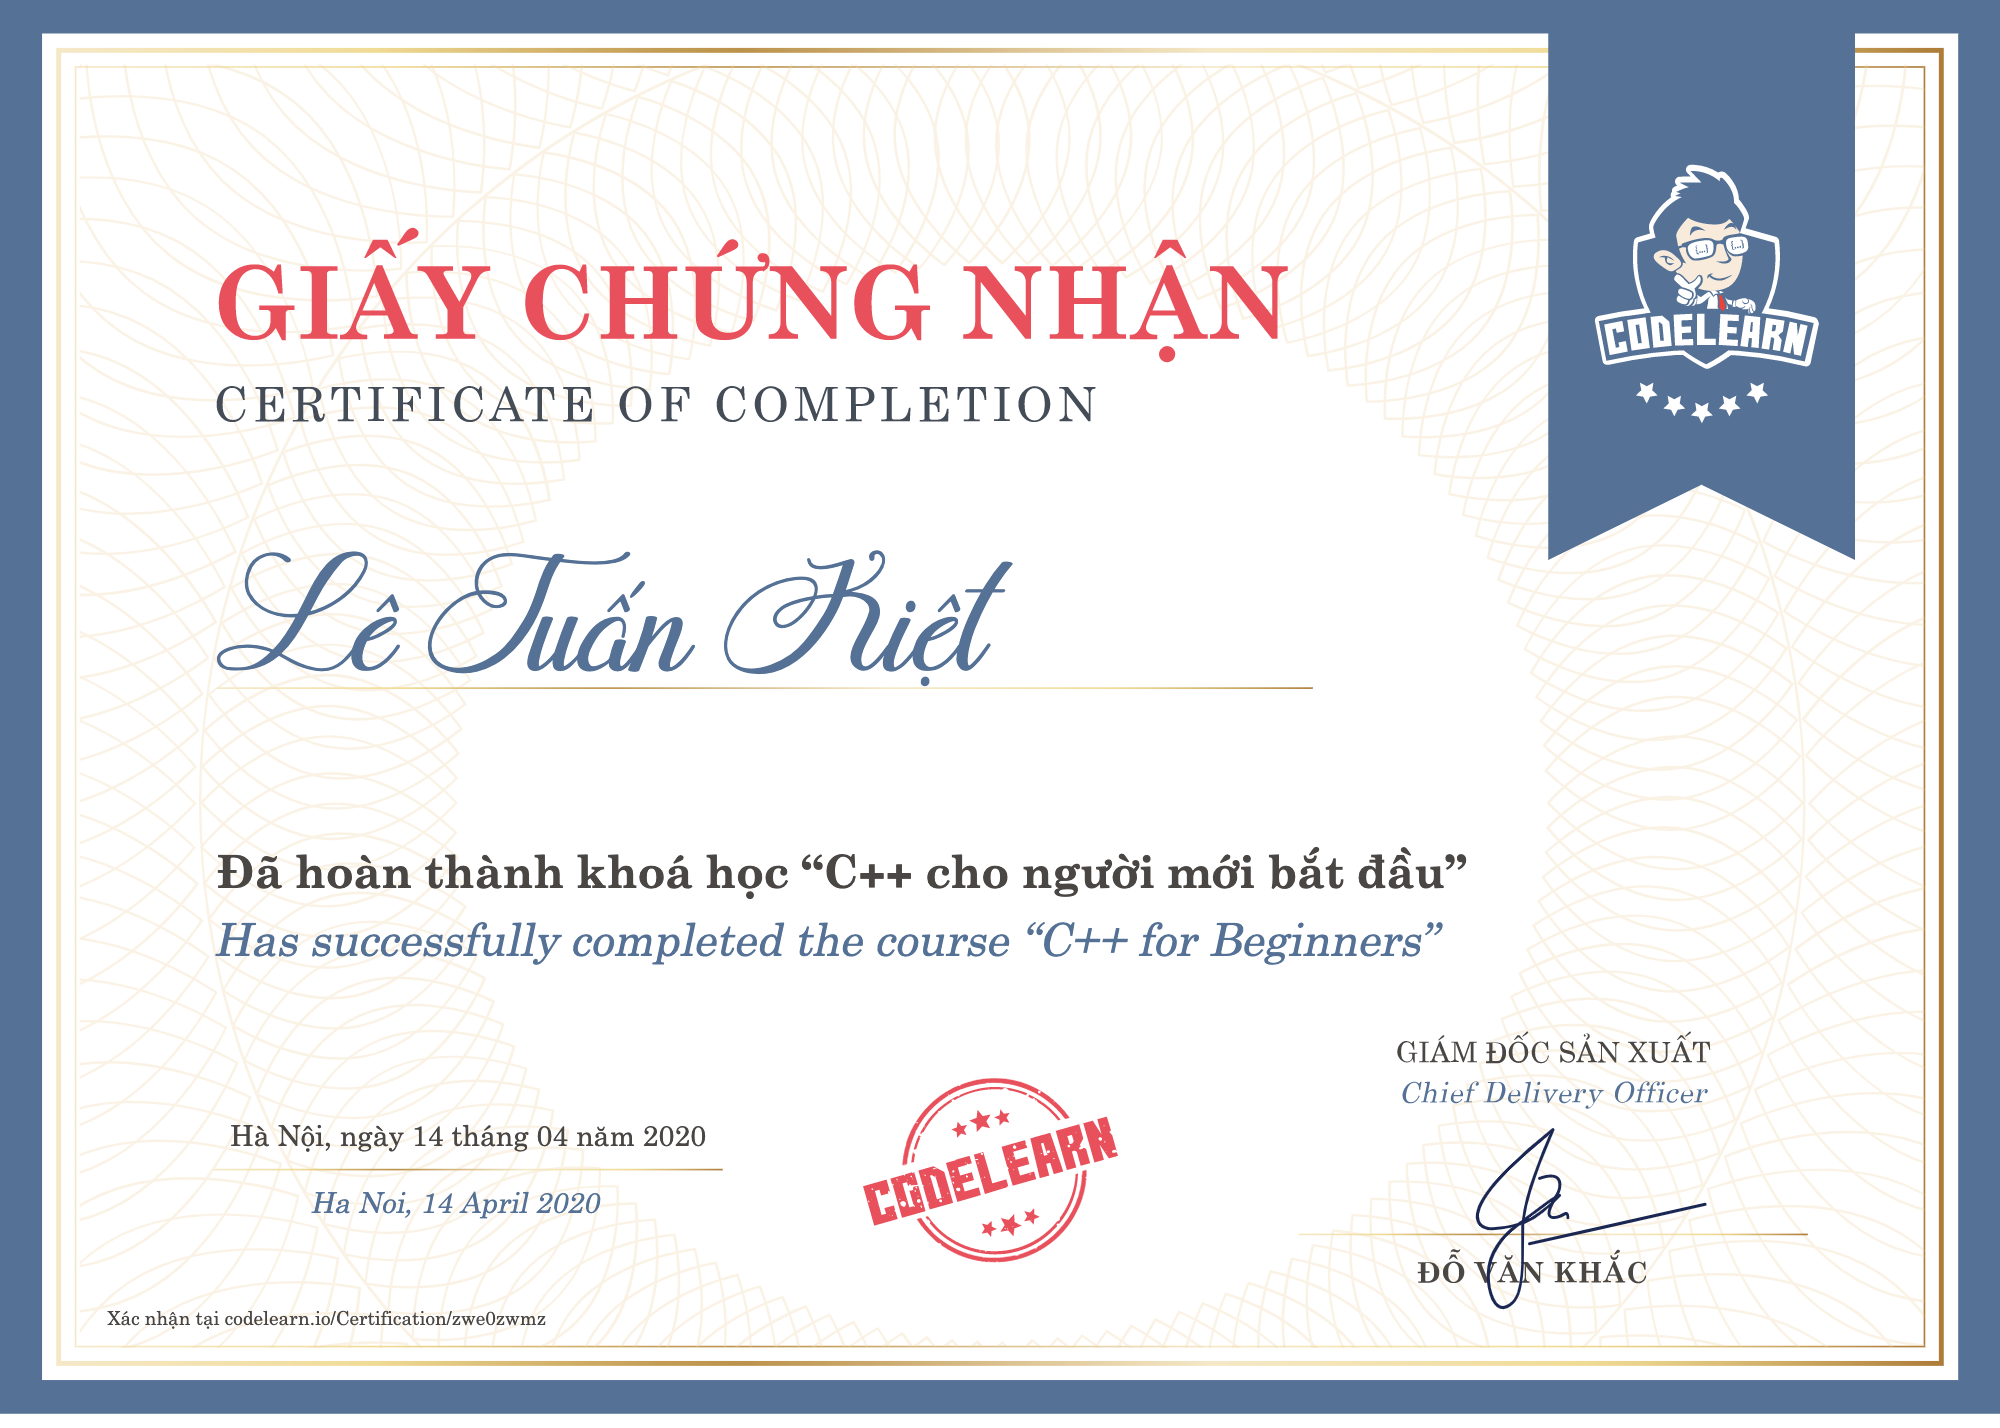 GIẤY CHỨNG NHẬN
CERTIFICATE OF COMPLETION
CODELEARN
Lê Tuấn Kiệt
Đã hoàn thành khoá học “C++ cho người mới bắt đầu”
Has successfully completed the course “C++ for Beginners”
GIÁM ĐỐC SẢN XUẤT
Chief Delivery Officer
Hà Nội, ngày 14 tháng 04 năm 2020
Ha Noi, 14 April 2020
CODELEARN
ĐỖ VĂN KHẮC
Xác nhận tại codelearn.io/Certification/zwe0zwmz